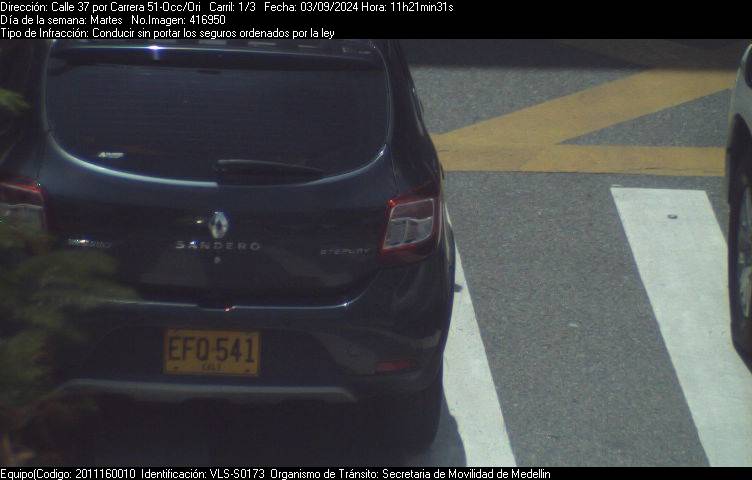 Dirección: Calle 37 por Carrera 51-Occ/Ori Carril: 1/3 Fecha: 03/09/2024 Hora: 11h21min31s
Día de la semana: Martes No.Imagen: 416950
Tipo de Infracción: Conducir sin portar los seguros ordenados por la ley
SANDERO
STEPWAY
EFQ·541
CALI
Equipo(Codigo: 2011160010 Identificación: VLS-S0173 Organismo de Tránsito: Secretaria de Movilidad de Medellin